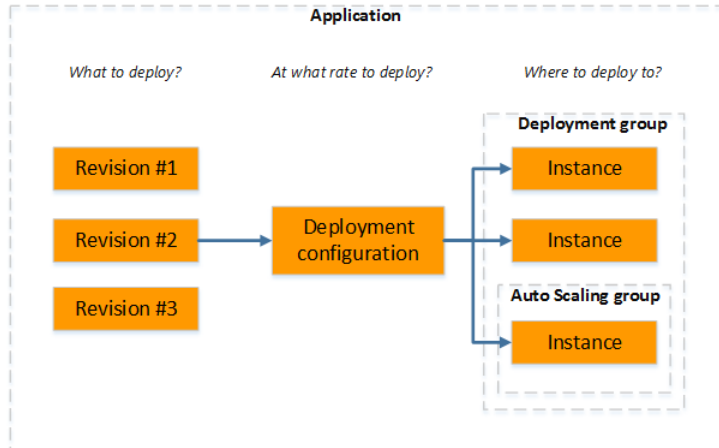 Application
What to deploy?
At what rate to deploy?
Where to deploy to?
Deployment group
Revision #1
Instance
Revision #2
Deployment
configuration
Instance
Revision #3
Auto Scaling group
Instance